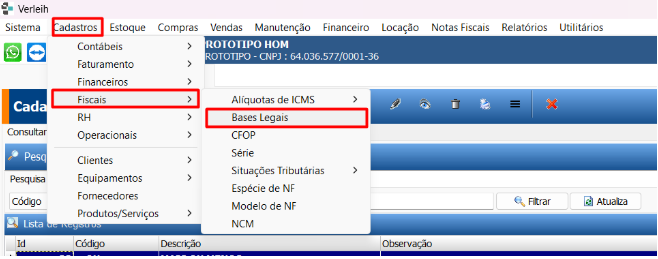 Verleih
Sistema Cadastros Estoque Compras Vendas Manutenção Financeiro Locação Notas Fiscais Relatórios Utilitários
PROTOTIPO HOM
PROTOTIPO - CNPJ : 64.036.577/0001-36
Contábeis
Faturamento
Financeiros
Fiscais
RH
Operacionais
Clientes
Equipamentos
Fornecedores
Produtos/Serviços
Alíquotas de ICMS
Bases Legais
CFOP
Série
Situações Tributárias
Espécie de NF
Modelo de NF
NCM
Cada
Consultar
Pesq
Pesquisa
Código
Filtrar
Atualiza
Lista de Registros
Id Código Descrição Observação